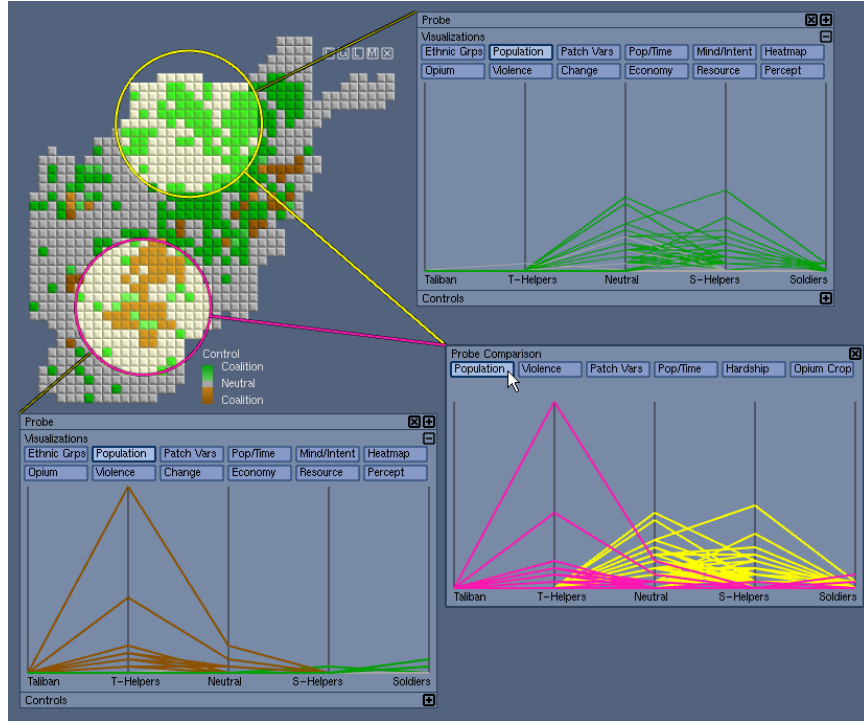 Probe
Visualizations
Ethnic Grps Population Patch Vars Pop/Time Mind/Intent Heatmap
Opium Violence Change Economy Resource Percept
G L M
Taliban T-Helpers Neutral S-Helpers Soldiers
Controls
Control
Coalition
Neutral
Coalition
Probe Comparison
Population Violence Patch Vars Pop/Time Hardship Opium Crop
Taliban T-Helpers Neutral S-Helpers Soldiers
Probe
Visualizations
Ethnic Grps Population Patch Vars Pop/Time Mind/Intent Heatmap
Opium Violence Change Economy Resource Percept
Taliban T-Helpers Neutral S-Helpers Soldiers
Controls